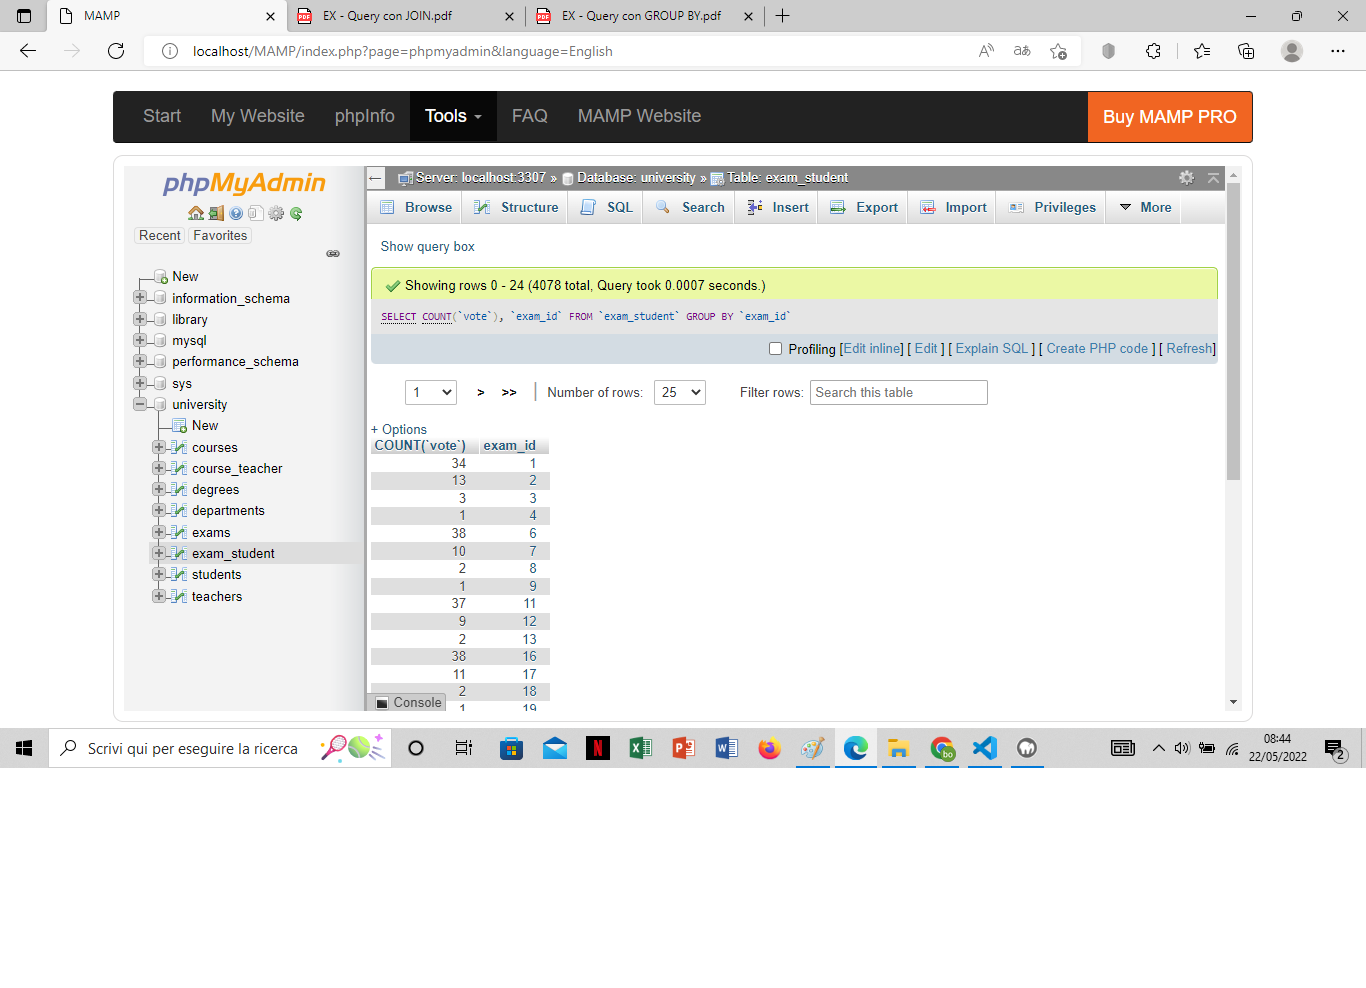 MAMP
EX - Query con JOIN.pdf
EX - Query con GROUP BY.pdf
localhost/MAMP/index.php?page=phpmyadmin&language=English
Start
My Website
phpInfo
Tools
FAQ
MAMP Website
Buy MAMP PRO
phpMyAdmin
Recent
Favorites
New
information_schema
library
mysql
performance_schema
sys
university
New
courses
course_teacher
degrees
departments
exams
exam_student
students
teachers
Server: localhost:3307 » Database: university » Table: exam_student
Browse
Structure
SQL
Search
Insert
Export
Import
Privileges
More
Show query box
Showing rows 0 - 24 (4078 total, Query took 0.0007 seconds.)
SELECT COUNT(`vote`), `exam_id` FROM `exam_student` GROUP BY `exam_id`
Profiling [Edit inline] [ Edit ] [ Explain SQL ] [ Create PHP code ] [ Refresh]
1 > >> Number of rows: 25 Filter rows: Search this table
+ Options
COUNT(`vote`) exam_id
34 1
13 2
3 3
1 4
38 6
10 7
2 8
1 9
37 11
9 12
2 13
38 16
11 17
2 18
1 19
Console
Scrivi qui per eseguire la ricerca
08:44
22/05/2022
2